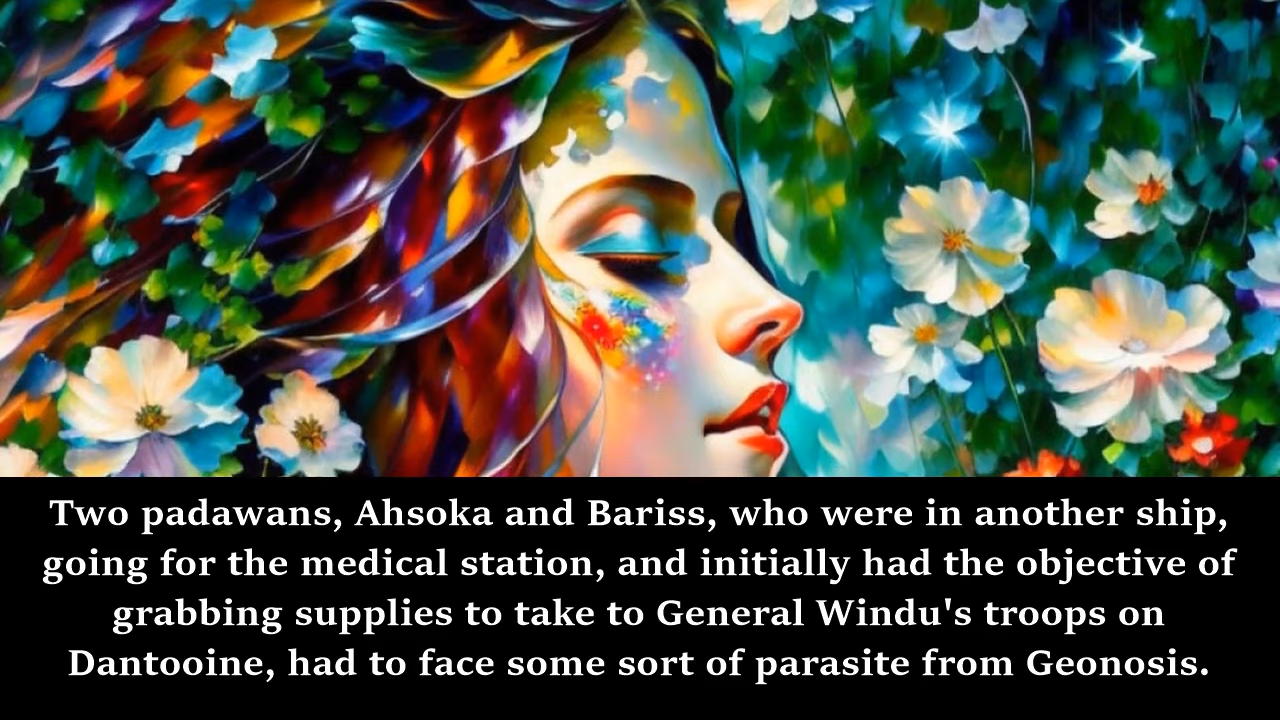 Two padawans, Ahsoka and Bariss, who were in another ship,
going for the medical station, and initially had the objective of
grabbing supplies to take to General Windu's troops on
Dantooine, had to face some sort of parasite from Geonosis.